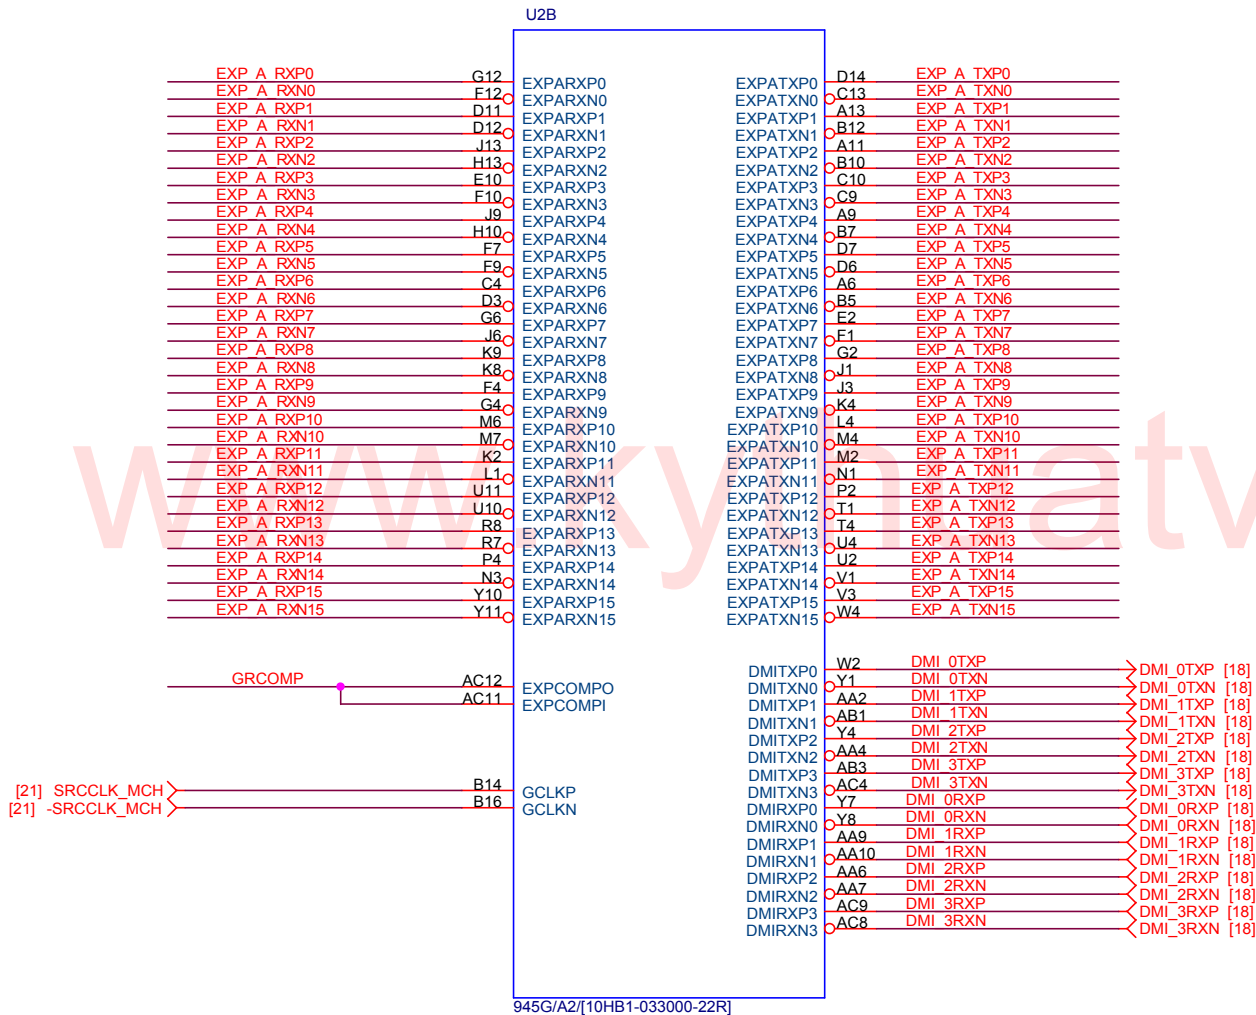 U2B
EXP_A_RXP0 G12 EXPARXP0 EXPATXP0 D14 EXP_A_TXP0
EXP_A_RXN0 F12 EXPARXN0 EXPATXN0 C13 EXP_A_TXN0
EXP_A_RXP1 D11 EXPARXP1 EXPATXP1 A13 EXP_A_TXP1
EXP_A_RXN1 D12 EXPARXN1 EXPATXN1 B12 EXP_A_TXN1
EXP_A_RXP2 J13 EXPARXP2 EXPATXP2 A11 EXP_A_TXP2
EXP_A_RXN2 H13 EXPARXN2 EXPATXN2 B10 EXP_A_TXN2
EXP_A_RXP3 E10 EXPARXP3 EXPATXP3 C10 EXP_A_TXP3
EXP_A_RXN3 F10 EXPARXN3 EXPATXN3 C9 EXP_A_TXN3
EXP_A_RXP4 J9 EXPARXP4 EXPATXP4 A9 EXP_A_TXP4
EXP_A_RXN4 H10 EXPARXN4 EXPATXN4 B7 EXP_A_TXN4
EXP_A_RXP5 F7 EXPARXP5 EXPATXP5 D7 EXP_A_TXP5
EXP_A_RXN5 F9 EXPARXN5 EXPATXN5 D6 EXP_A_TXN5
EXP_A_RXP6 C4 EXPARXP6 EXPATXP6 A6 EXP_A_TXP6
EXP_A_RXN6 D3 EXPARXN6 EXPATXN6 B5 EXP_A_TXN6
EXP_A_RXP7 G6 EXPARXP7 EXPATXP7 E2 EXP_A_TXP7
EXP_A_RXN7 J6 EXPARXN7 EXPATXN7 F1 EXP_A_TXN7
EXP_A_RXP8 K9 EXPARXP8 EXPATXP8 G2 EXP_A_TXP8
EXP_A_RXN8 K8 EXPARXN8 EXPATXN8 J1 EXP_A_TXN8
EXP_A_RXP9 F4 EXPARXP9 EXPATXP9 J3 EXP_A_TXP9
EXP_A_RXN9 G4 EXPARXN9 EXPATXN9 K4 EXP_A_TXN9
EXP_A_RXP10 M6 EXPARXP10 EXPATXP10 L4 EXP_A_TXP10
EXP_A_RXN10 M7 EXPARXN10 EXPATXN10 M4 EXP_A_TXN10
EXP_A_RXP11 K2 EXPARXP11 EXPATXP11 M2 EXP_A_TXP11
EXP_A_RXN11 L1 EXPARXN11 EXPATXN11 N1 EXP_A_TXN11
EXP_A_RXP12 U11 EXPARXP12 EXPATXP12 P2 EXP_A_TXP12
EXP_A_RXN12 U10 EXPARXN12 EXPATXN12 T1 EXP_A_TXN12
EXP_A_RXP13 R8 EXPARXP13 EXPATXP13 T4 EXP_A_TXP13
EXP_A_RXN13 R7 EXPARXN13 EXPATXN13 U4 EXP_A_TXN13
EXP_A_RXP14 P4 EXPARXP14 EXPATXP14 U2 EXP_A_TXP14
EXP_A_RXN14 N3 EXPARXN14 EXPATXN14 V1 EXP_A_TXN14
EXP_A_RXP15 Y10 EXPARXP15 EXPATXP15 V3 EXP_A_TXP15
EXP_A_RXN15 Y11 EXPARXN15 EXPATXN15 W4 EXP_A_TXN15
DMITXP0 W2 DMI_0TXP DMI_0TXP [18]
GRCOMP AC12 EXPCOMPO DMITXN0 Y1 DMI_0TXN DMI_0TXN [18]
AC11 EXPCOMPI DMITXP1 AA2 DMI_1TXP DMI_1TXP [18]
DMITXN1 AB1 DMI_1TXN DMI_1TXN [18]
DMITXP2 Y4 DMI_2TXP DMI_2TXP [18]
DMITXN2 AA4 DMI_2TXN DMI_2TXN [18]
DMITXP3 AB3 DMI_3TXP DMI_3TXP [18]
[21] SRCCLK_MCH B14 GCLKP DMITXN3 AC4 DMI_3TXN DMI_3TXN [18]
[21] -SRCCLK_MCH B16 GCLKN DMIRXP0 Y7 DMI_0RXP DMI_0RXP [18]
DMIRXN0 Y8 DMI_0RXN DMI_0RXN [18]
DMIRXP1 AA9 DMI_1RXP DMI_1RXP [18]
DMIRXN1 AA10 DMI_1RXN DMI_1RXN [18]
DMIRXP2 AA6 DMI_2RXP DMI_2RXP [18]
DMIRXN2 AA7 DMI_2RXN DMI_2RXN [18]
DMIRXP3 AC9 DMI_3RXP DMI_3RXP [18]
DMIRXN3 AC8 DMI_3RXN DMI_3RXN [18]
945G/A2/[10HB1-033000-22R]